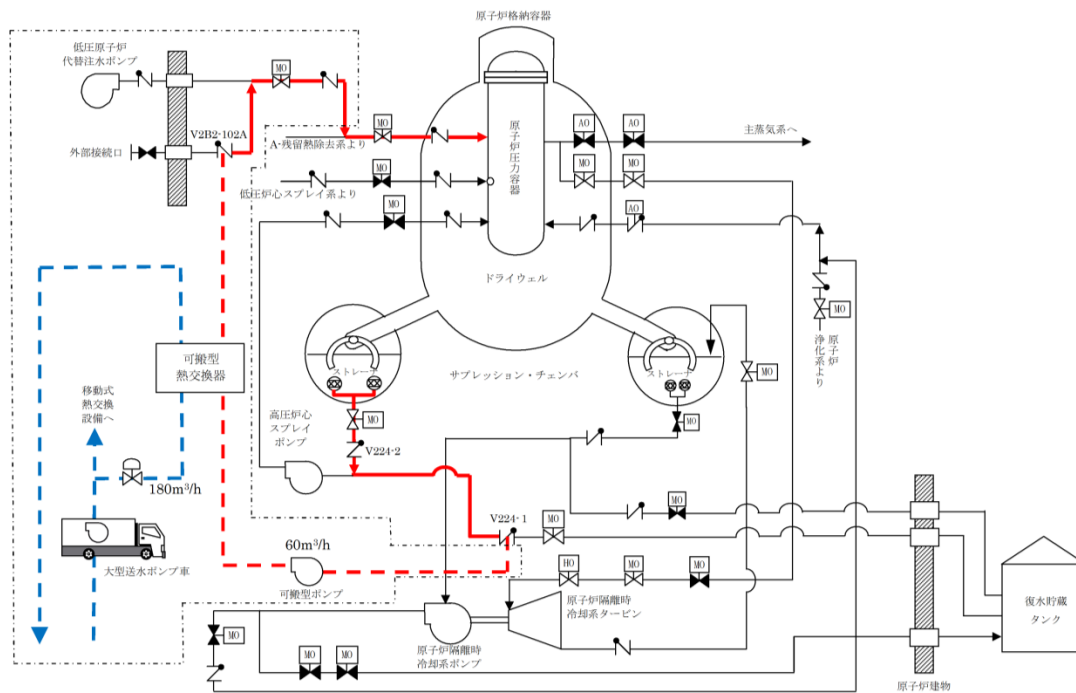 原子炉格納容器
低圧原子炉
代替注水ポンプ
MO
V2B2-102A
外部接続口
MO
A-残留熱除去系より
MO
低圧炉心スプレイ系より
MO
原子炉圧力容器
AO
AO
主蒸気系へ
MO
MO
AO
ドライウェル
MO
原子炉
浄化系より
可搬型
熱交換器
移動式
熱交換
設備へ
180m³/h
大型送水ポンプ車
ストレーナ
サプレッション・チェンバ
ストレーナ
MO
MO
MO
高圧炉心
スプレイ
ポンプ
V224-2
V224-1
MO
MO
60m³/h
可搬型ポンプ
HO
MO
MO
原子炉隔離時
冷却系タービン
復水貯蔵
タンク
MO
原子炉隔離時
冷却系ポンプ
MO
MO
原子炉建物